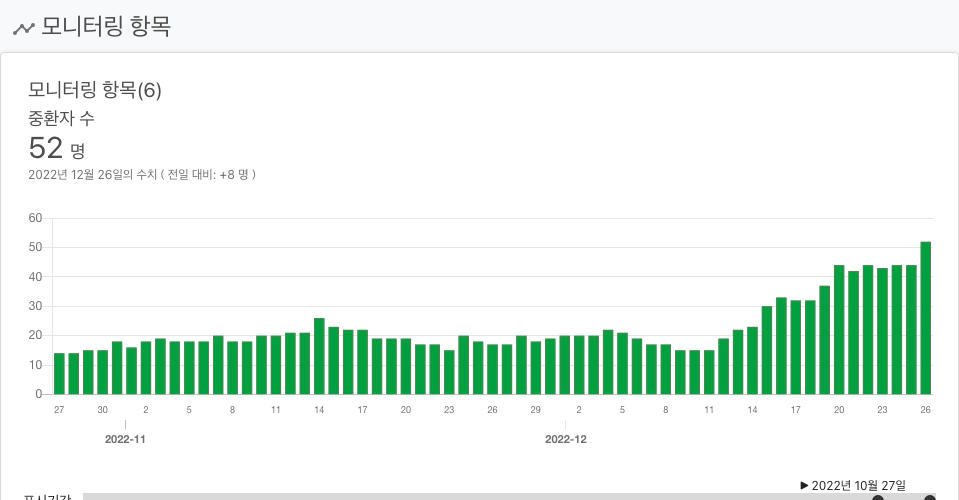 모니터링 항목
모니터링 항목(6)
중환자 수
52 명
2022년 12월 26일의 수치 ( 전일 대비: +8 명 )
60
50
40
30
20
10
0
27 30 2 5 8 11 14 17 20 23 26 29 2 5 8 11 14 17 20 23 26
2022-11 2022-12
▶ 2022년 10월 27일
표시기간